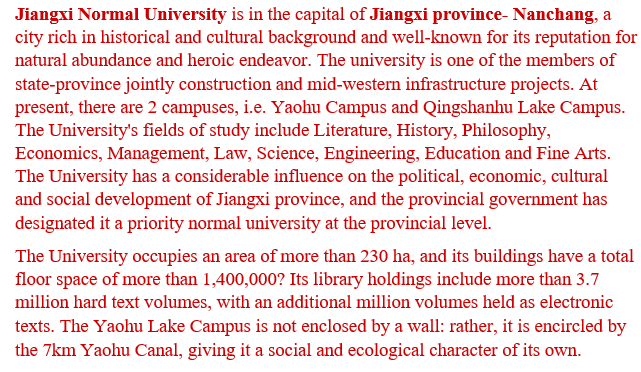 Jiangxi Normal University is in the capital of Jiangxi province- Nanchang, a
city rich in historical and cultural background and well-known for its reputation for
natural abundance and heroic endeavor. The university is one of the members of
state-province jointly construction and mid-western infrastructure projects. At
present, there are 2 campuses, i.e. Yaohu Campus and Qingshanhu Lake Campus.
The University's fields of study include Literature, History, Philosophy,
Economics, Management, Law, Science, Engineering, Education and Fine Arts.
The University has a considerable influence on the political, economic, cultural
and social development of Jiangxi province, and the provincial government has
designated it a priority normal university at the provincial level.
The University occupies an area of more than 230 ha, and its buildings have a total
floor space of more than 1,400,000? Its library holdings include more than 3.7
million hard text volumes, with an additional million volumes held as electronic
texts. The Yaohu Lake Campus is not enclosed by a wall: rather, it is encircled by
the 7km Yaohu Canal, giving it a social and ecological character of its own.